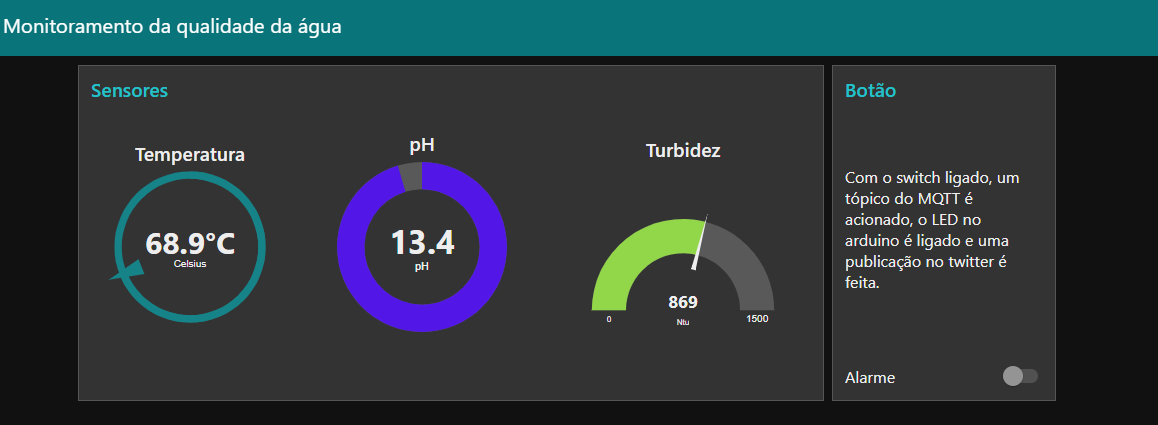 Monitoramento da qualidade da água
Sensores
Temperatura
68.9°C
Celsius
pH
13.4
pH
Turbidez
869
0
Ntu
1500
Botão
Com o switch ligado, um
tópico do MQTT é
acionado, o LED no
arduino é ligado e uma
publicação no twitter é
feita.
Alarme